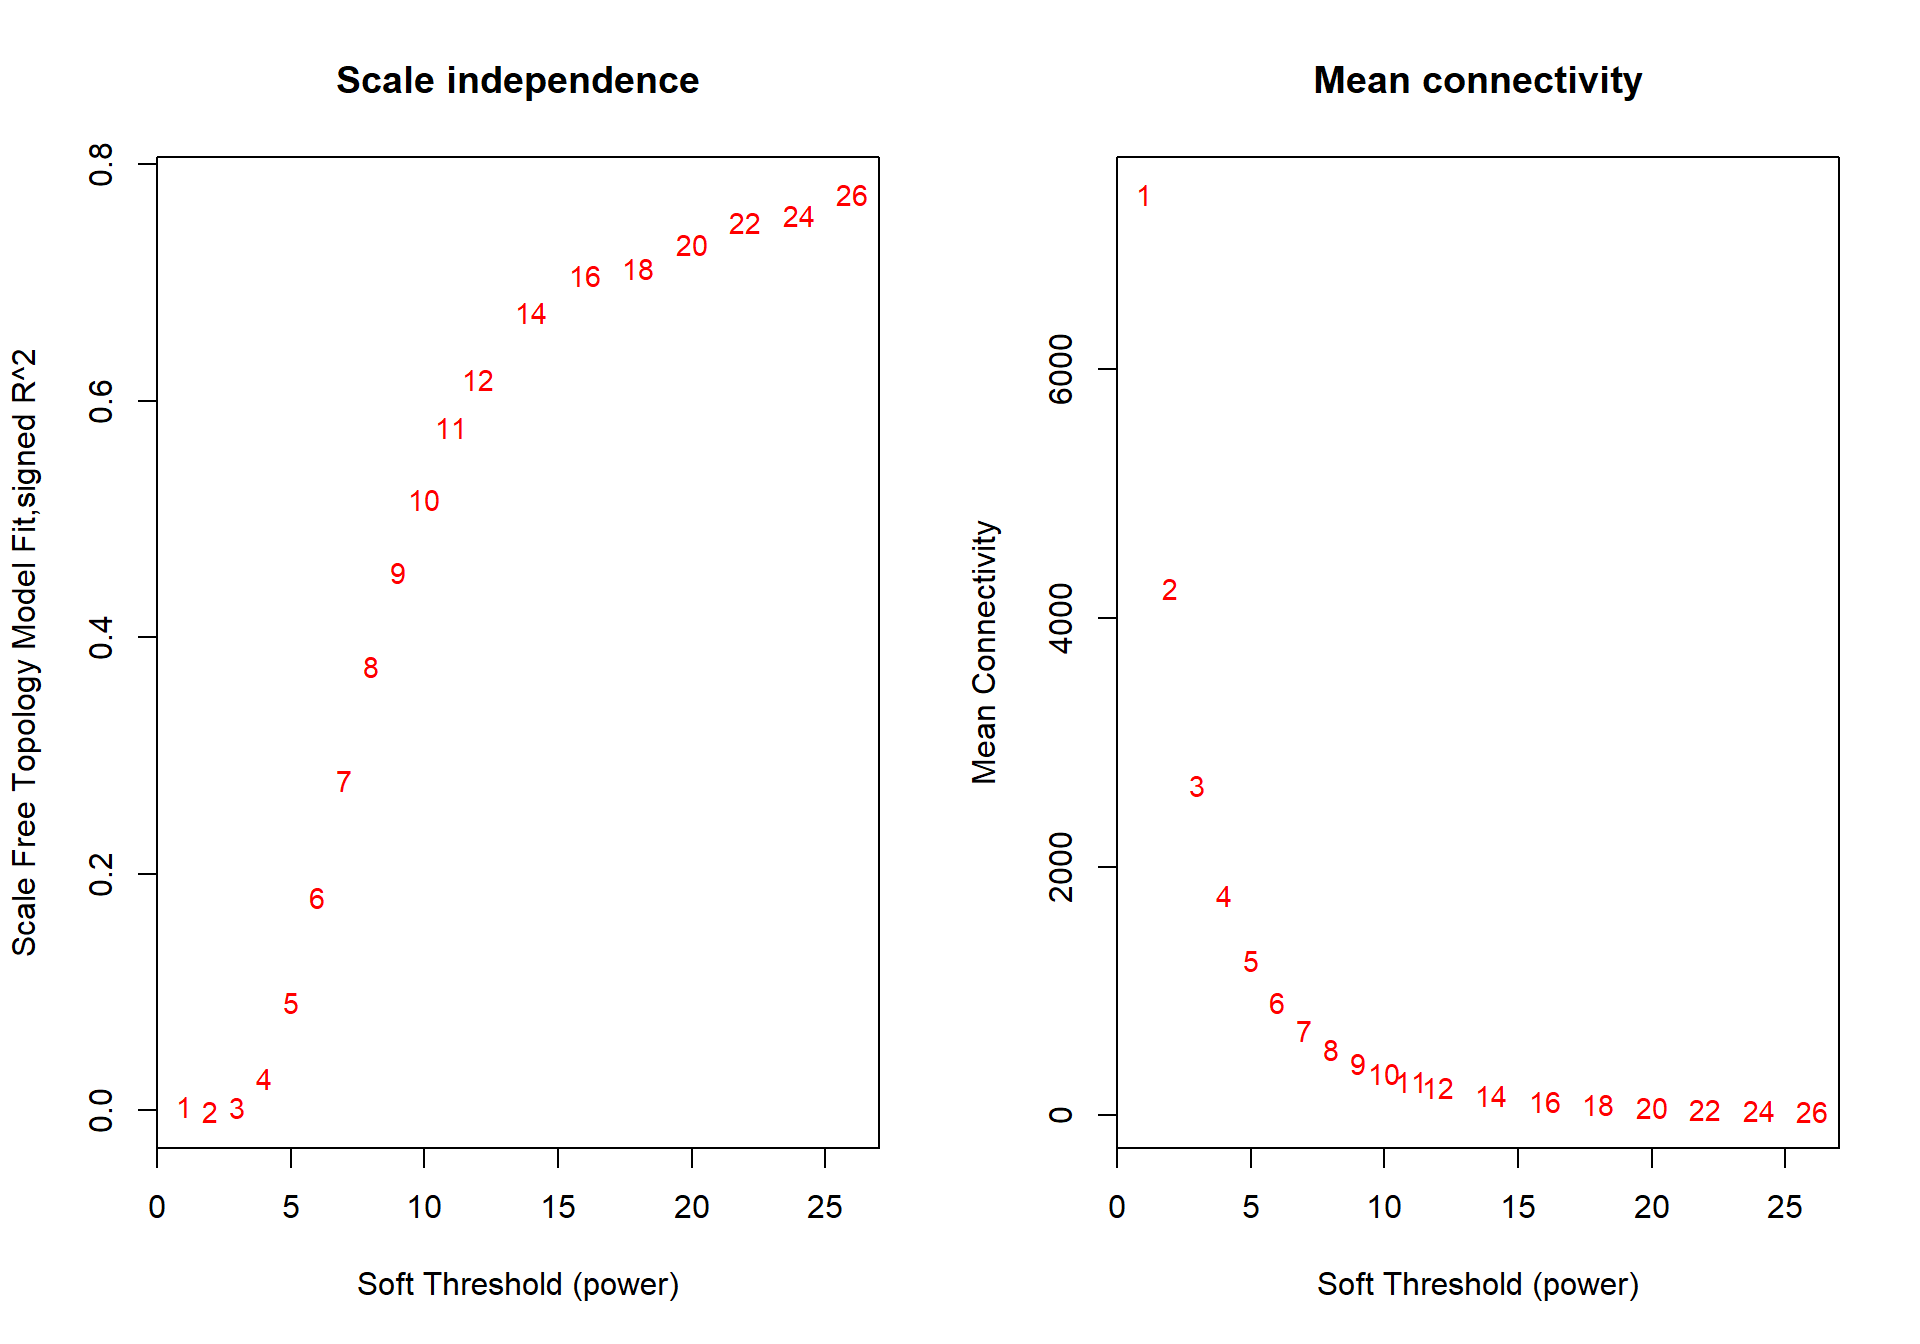 Scale independence
Scale Free Topology Model Fit,signed R^2
0.8
0.6
0.4
0.2
0.0
1 2 3 4 5 6 7 8 9 10 11 12 14 16 18 20 22 24 26
0 5 10 15 20 25
Soft Threshold (power)
Mean connectivity
Mean Connectivity
6000
4000
2000
0
1 2 3 4 5 6 7 8 9 10 11 12 14 16 18 20 22 24 26
0 5 10 15 20 25
Soft Threshold (power)